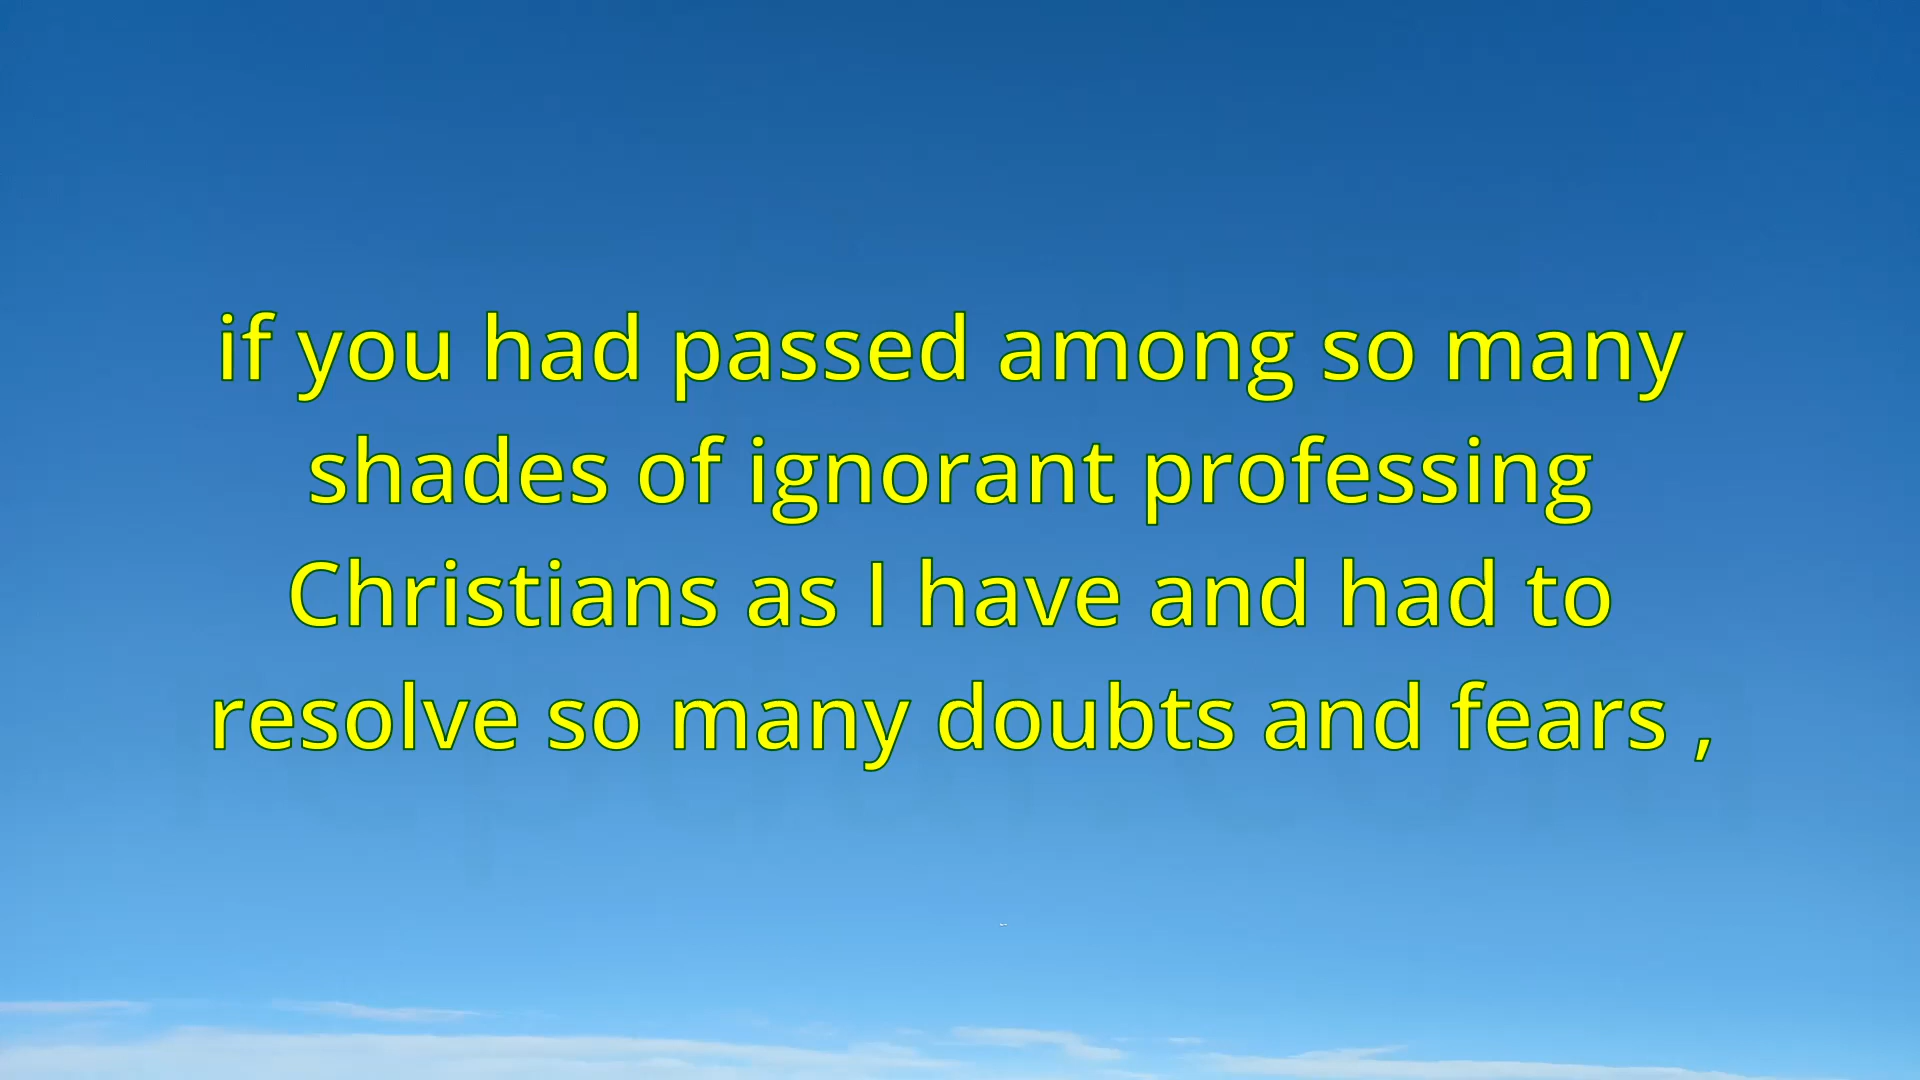 if you had passed among so many
shades of ignorant professing
Christians as I have and had to
resolve so many doubts and fears ,